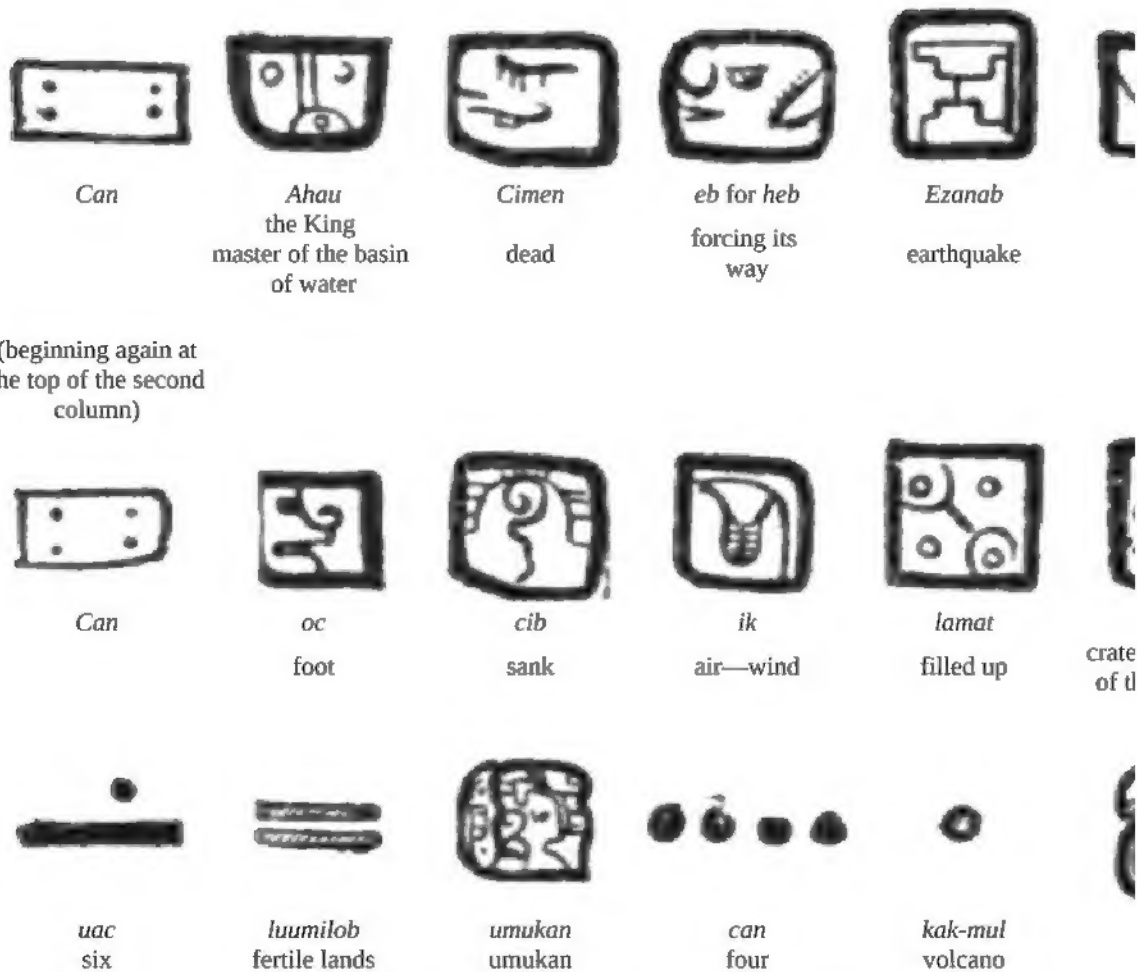 Can Ahau Cimen eb for heb Ezanab
the King
master of the basin dead forcing its earthquake
of water way
(beginning again at
the top of the second
column)
Can oc cib ik lamat
foot sank air—wind filled up crate
of th
uac luumilob umukan can kak-mul
six fertile lands umukan four volcano